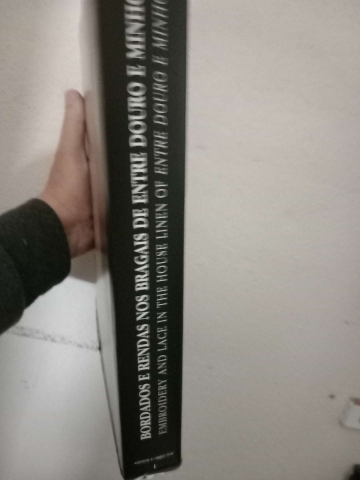 BORDADOS E RENDAS NOS BRAGAIS DE ENTRE DOURO E MINHO
EMBROIDERY AND LACE IN THE HOUSE LINEN OF ENTRE DOURO E MINHO